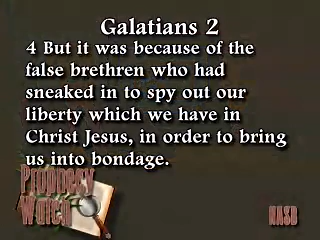 Galatians 2
4 But it was because of the
false brethren who had
sneaked in to spy out our
liberty which we have in
Christ Jesus, in order to bring
us into bondage.
Prophecy
Watch
NASB